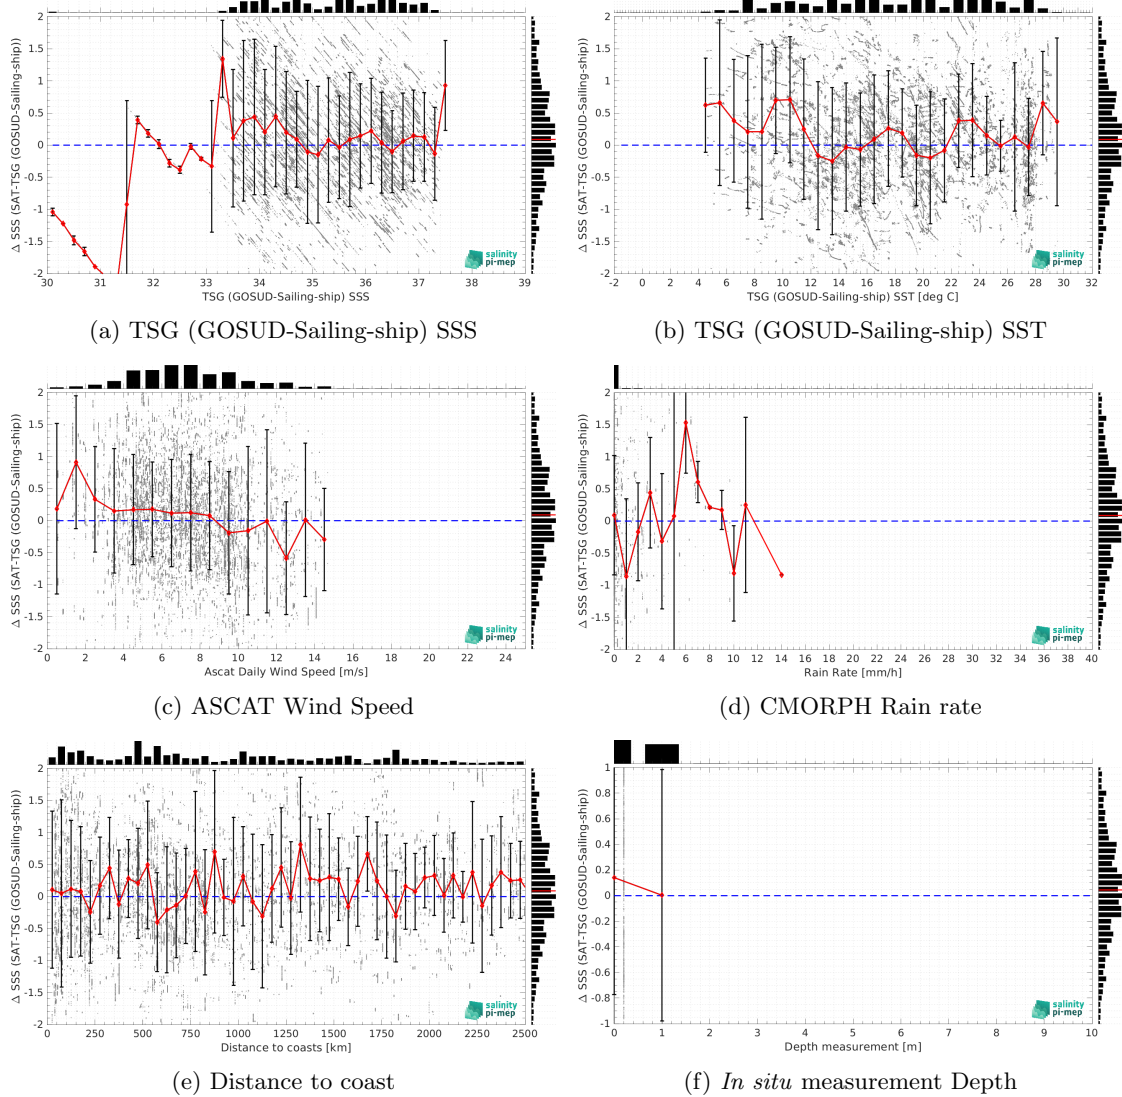 2
1.5
1
0.5
0
-0.5
-1
-1.5
-2
Δ SSS (SAT-TSG (GOSUD-Sailing-ship))
30 31 32 33 34 35 36 37 38 39
TSG (GOSUD-Sailing-ship) SSS
salinity
pi-mep
(a) TSG (GOSUD-Sailing-ship) SSS
2
1.5
1
0.5
0
-0.5
-1
-1.5
-2
Δ SSS (SAT-TSG (GOSUD-Sailing-ship))
-2 0 2 4 6 8 10 12 14 16 18 20 22 24 26 28 30 32
TSG (GOSUD-Sailing-ship) SST [deg C]
salinity
pi-mep
(b) TSG (GOSUD-Sailing-ship) SST
2
1.5
1
0.5
0
-0.5
-1
-1.5
-2
Δ SSS (SAT-TSG (GOSUD-Sailing-ship))
0 2 4 6 8 10 12 14 16 18 20 22 24
Ascat Daily Wind Speed [m/s]
salinity
pi-mep
(c) ASCAT Wind Speed
2
1.5
1
0.5
0
-0.5
-1
-1.5
-2
Δ SSS (SAT-TSG (GOSUD-Sailing-ship))
0 2 4 6 8 10 12 14 16 18 20 22 24 26 28 30 32 34 36 38 40
Rain Rate [mm/h]
salinity
pi-mep
(d) CMORPH Rain rate
2
1.5
1
0.5
0
-0.5
-1
-1.5
-2
Δ SSS (SAT-TSG (GOSUD-Sailing-ship))
0 250 500 750 1000 1250 1500 1750 2000 2250 2500
Distance to coasts [km]
salinity
pi-mep
(e) Distance to coast
1
0.8
0.6
0.4
0.2
0
-0.2
-0.4
-0.6
-0.8
-1
Δ SSS (SAT-TSG (GOSUD-Sailing-ship))
0 1 2 3 4 5 6 7 8 9 10
Depth measurement [m]
salinity
pi-mep
(f) In situ measurement Depth